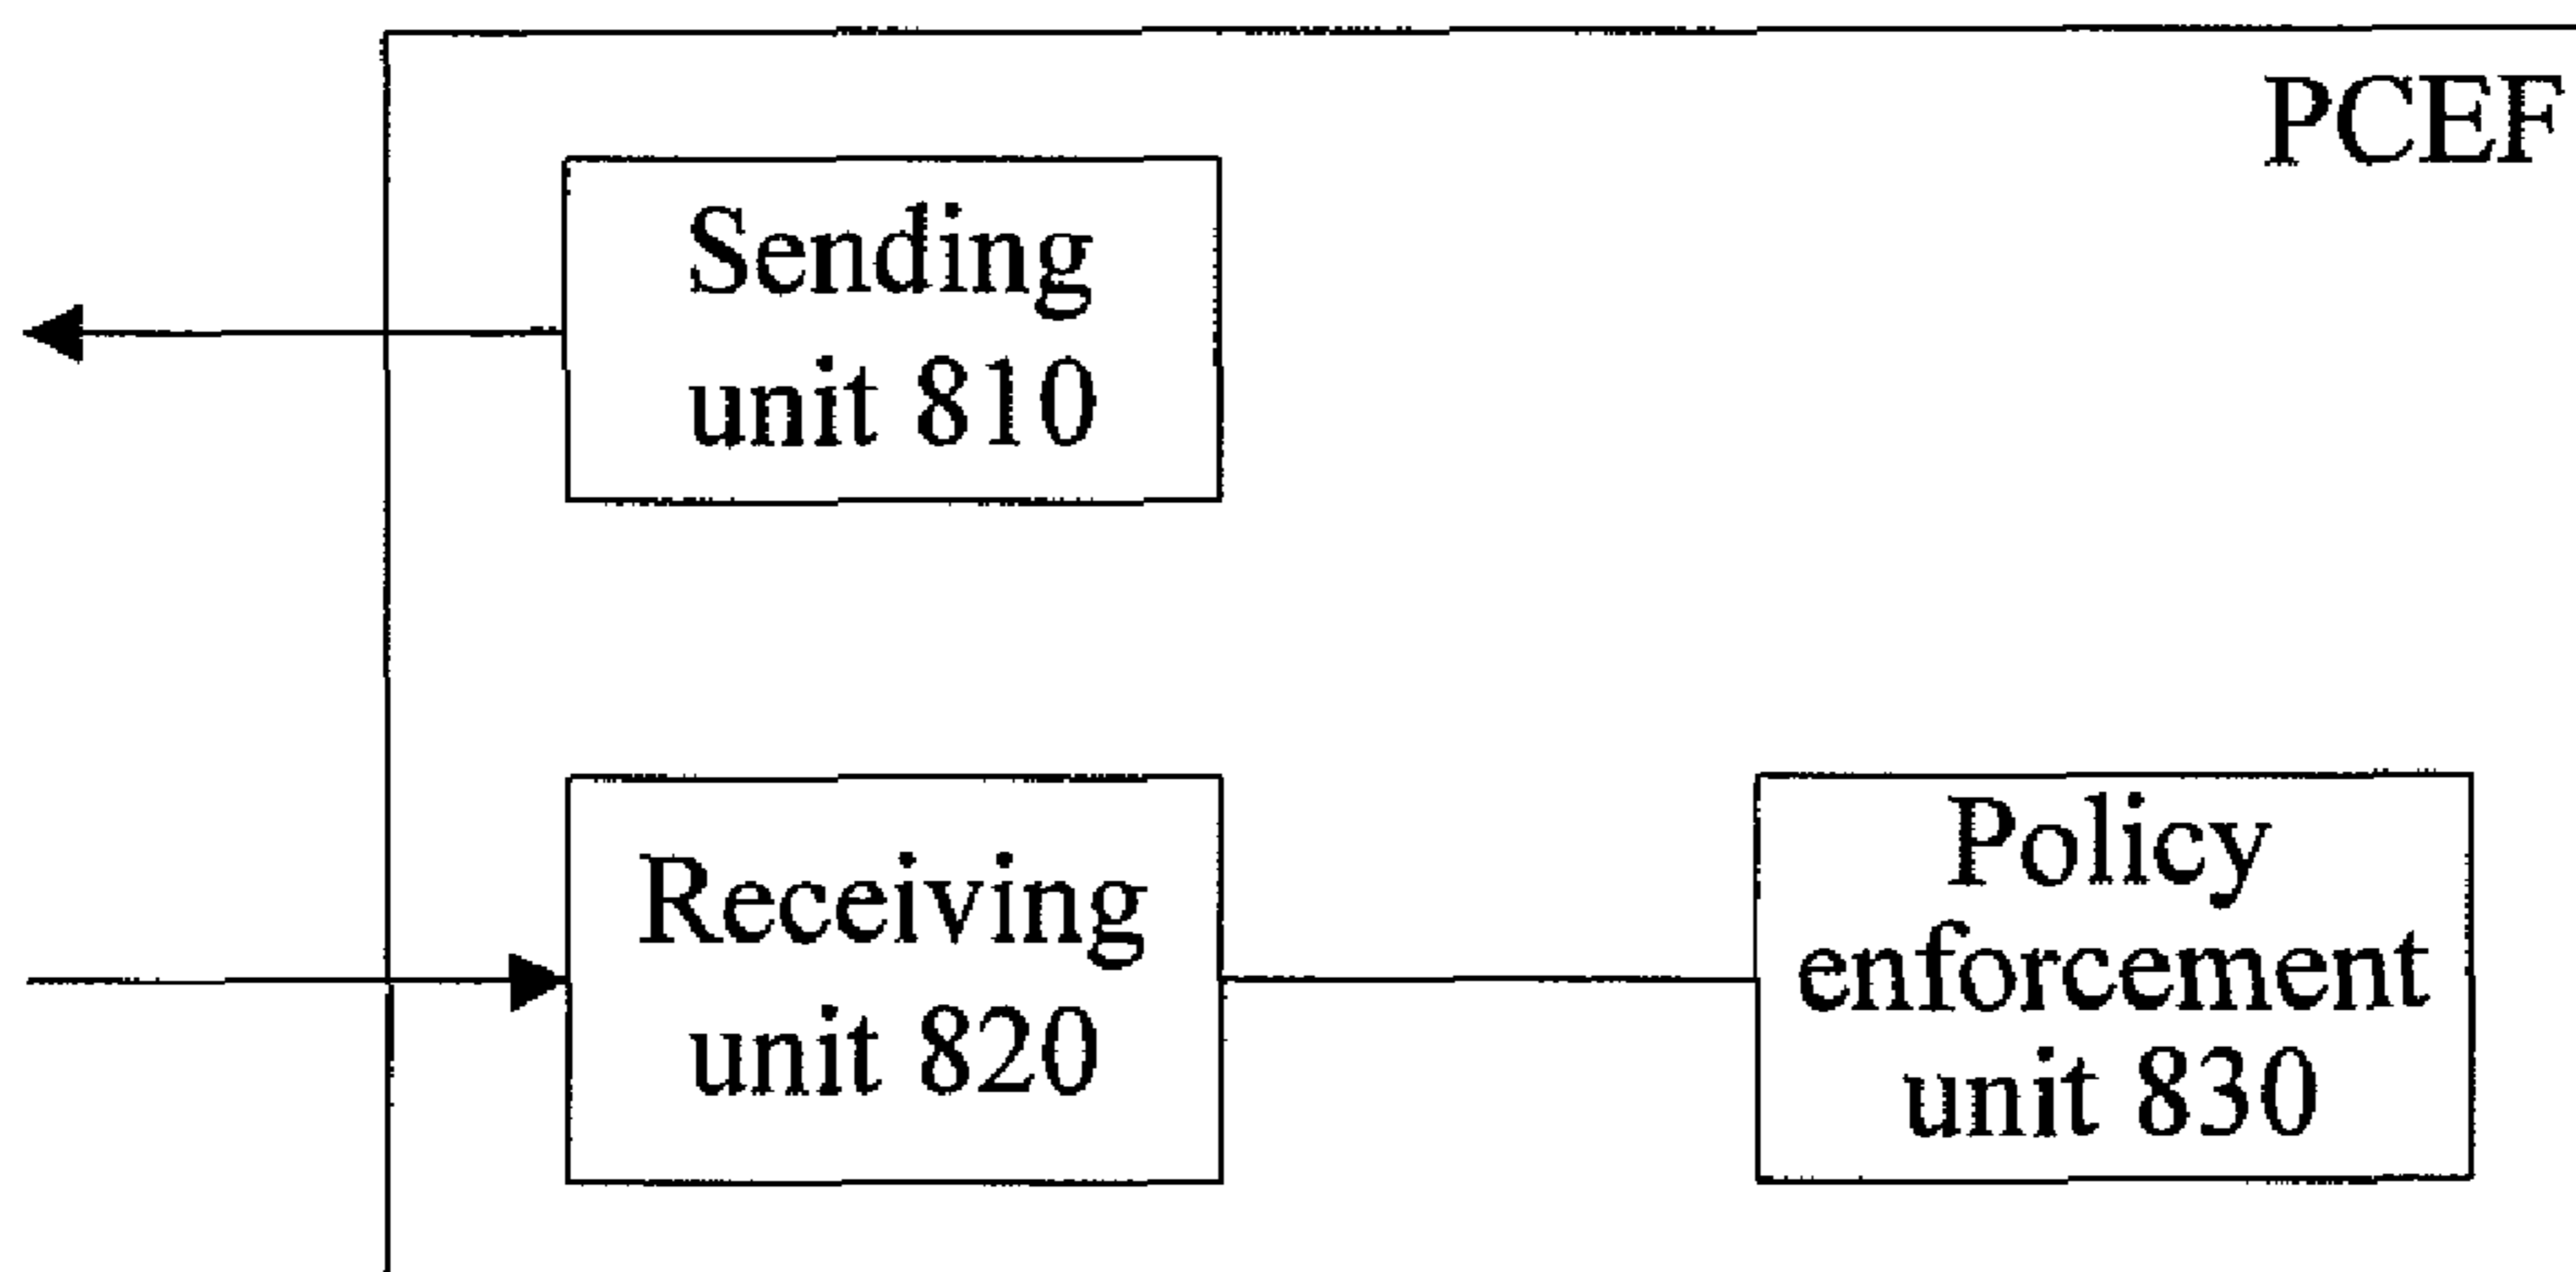 PCEF
Sending
unit 810
Receiving
unit 820
Policy
enforcement
unit 830